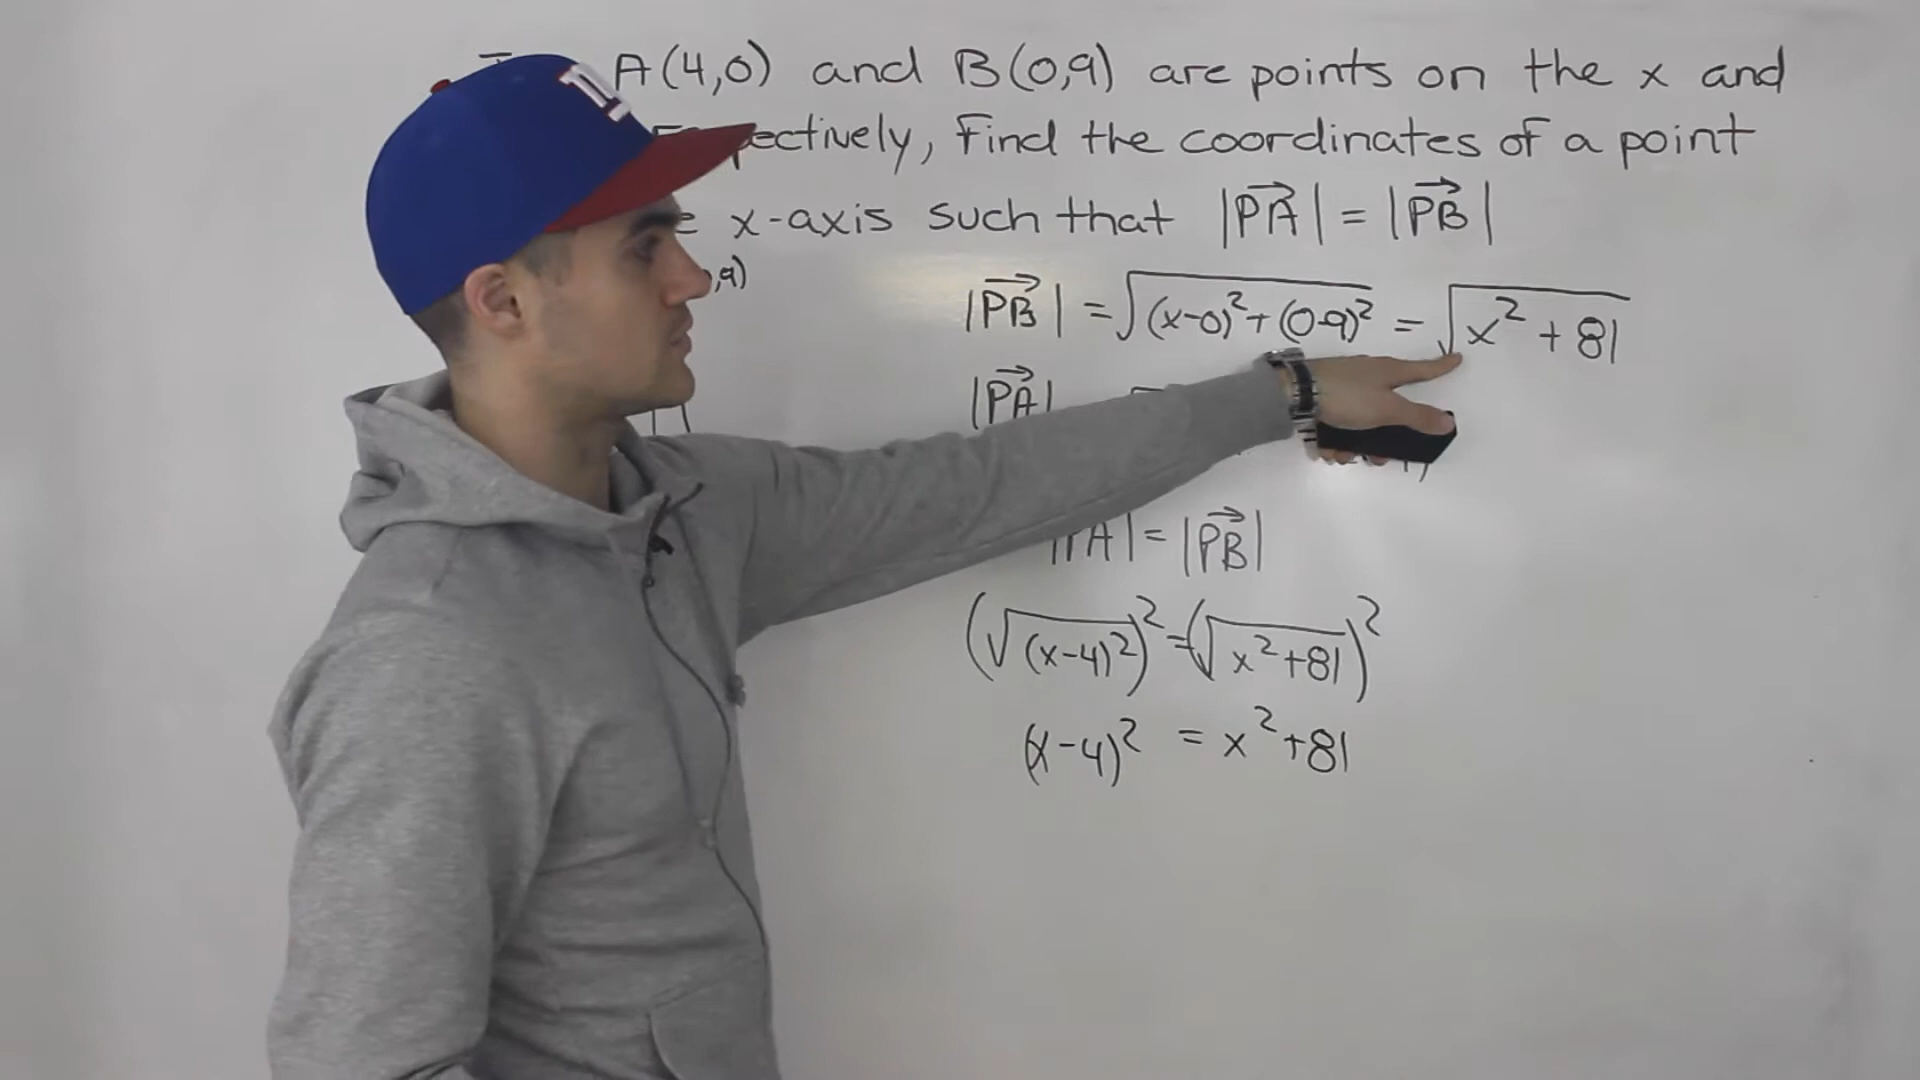 A(4,0) and B(0,9) are points on the x and
ectively, Find the coordinates of a point
x-axis such that |PA⃗| = |PB⃗|
,9)
|PB⃗| = √(x-0)² + (0-9)² = √x² + 81
|PA⃗|
PA| = |PB⃗|
(√(x-4)²)² = (√x²+81)²
(x-4)² = x²+81